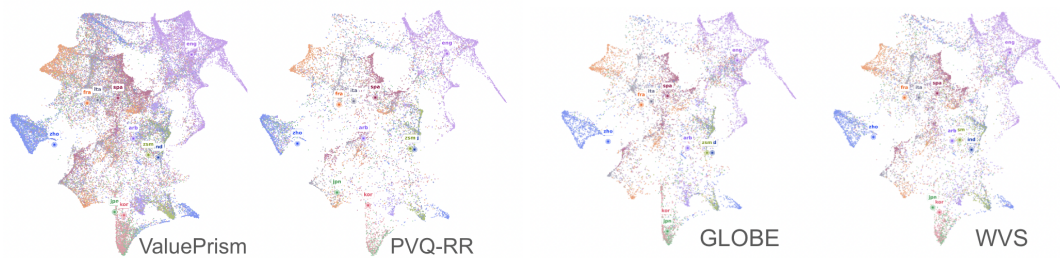 eng
fra
ita
spa
zho
arb
zsm
nd
jpn
kor
ValuePrism
eng
fra
ita
spa
zho
arb
zsm
jpn
kor
PVQ-RR
eng
fra
ita
spa
zho
arb
zsm
d
kor
jpn
GLOBE
eng
fra
ita
spa
zho
arb
sm
ind
jpn
kor
WVS